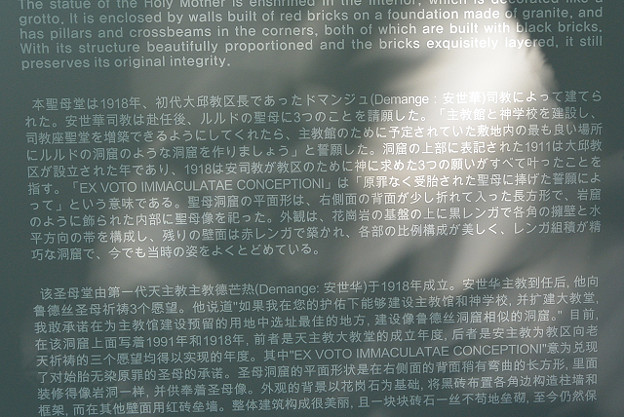 The statue of the Holy Mother is enshrined in the interior, which is decorated like a
grotto. It is enclosed by walls built of red bricks on a foundation made of granite, and
has pillars and crossbeams in the corners, both of which are built with black bricks.
With its structure beautifully proportioned and the bricks exquisitely layered, it still
preserves its original integrity.
本聖母堂は1918年、初代大邱教区長であったドマンジュ(Demange : 安世華)司教によって建てら
れた。安世華司教は赴任後、ルルドの聖母に3つのことを請願した。「主教館と神学校を建設し、
司教座聖堂を増築できるようにしてくれたら、主教館のために予定されていた敷地内の最も良い場所
にルルドの洞窟のような洞窟を作りましょう」と誓願した。洞窟の上部に表記された1911は大邱教
区が設立された年であり、1918は安司教が教区のために神に求めた3つの願いがすべて叶ったことを
指す。「EX VOTO IMMACULATAE CONCEPTIONI」は「原罪なく受胎された聖母に捧げた誓願によ
って」という意味である。聖母洞窟の平面形は、右側面の背面が少し折れて入った長方形で、岩窟
のように飾られた内部に聖母像を祀った。外観は、花崗岩の基盤の上に黒レンガで各角の擁壁と水
平方向の帯を構成し、残りの壁面は赤レンガで築かれ、各部の比例構成が美しく、レンガ組積が精
巧な洞窟で、今でも当時の姿をよくとどめている。
该圣母堂由第一代天主教主教德芒热(Demange: 安世华)于1918年成立。安世华主教到任后, 他向
鲁德丝圣母祈祷3个愿望。他说道"如果我在您的护佑下能够建设主教馆和神学校, 并扩建大教堂,
我敢承诺在为主教馆建设预留的用地中选址最佳的地方, 建设像鲁德丝洞窟相似的洞窟。" 目前,
在该洞窟上面写着1991年和1918年, 前者是天主教大教堂的成立年度, 后者是安主教为教区向老
天祈祷的三个愿望均得以实现的年度。其中"EX VOTO IMMACULATAE CONCEPTIONI"意为兑现
了对始胎无染原罪的圣母的承诺。圣母洞窟的平面形状是在右侧面的背面稍有弯曲的长方形, 里面
装修得像岩洞一样, 并供奉着圣母像。外观的背景以花岗石为基础, 将黑砖布置各角边构造柱墙和
框架, 而在其他壁面用红砖垒墙。整体建筑构成很美丽, 且一块块砖石一丝不苟地垒砌, 至今仍然保